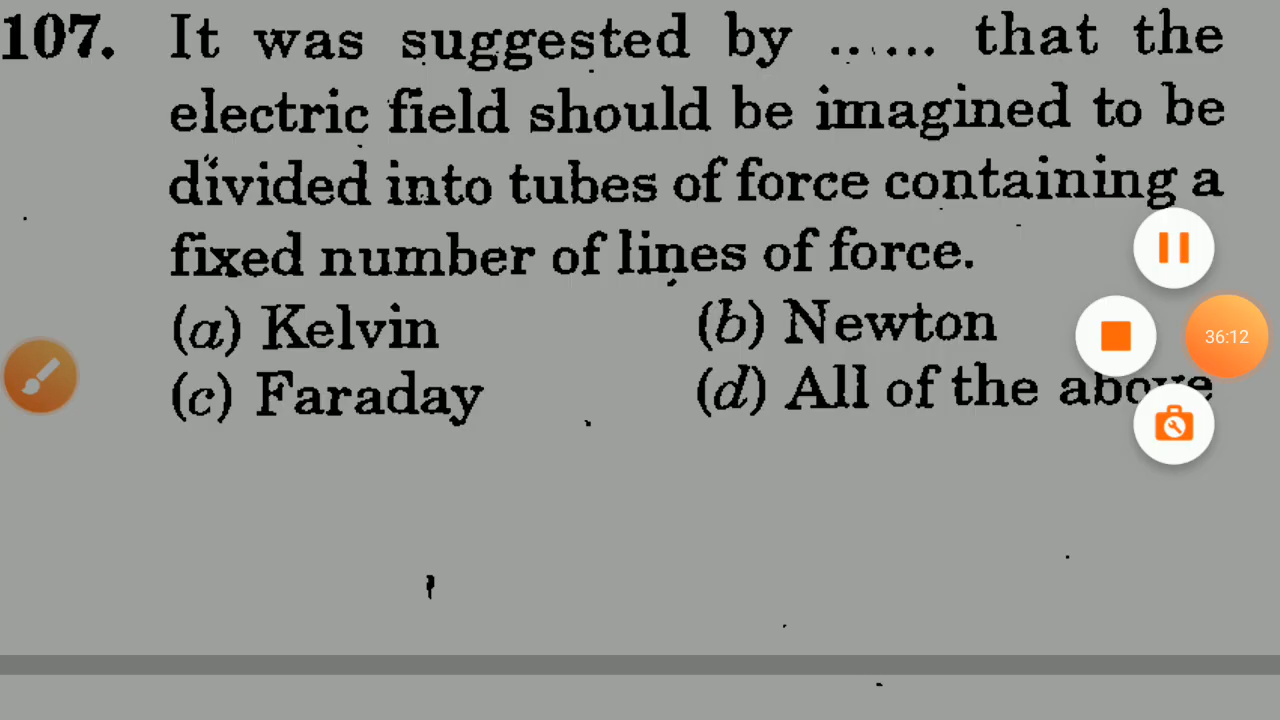 107. It was suggested by ...... that the
electric field should be imagined to be
divided into tubes of force containing a
fixed number of lines of force.
(a) Kelvin (b) Newton
(c) Faraday (d) All of the above
36:12